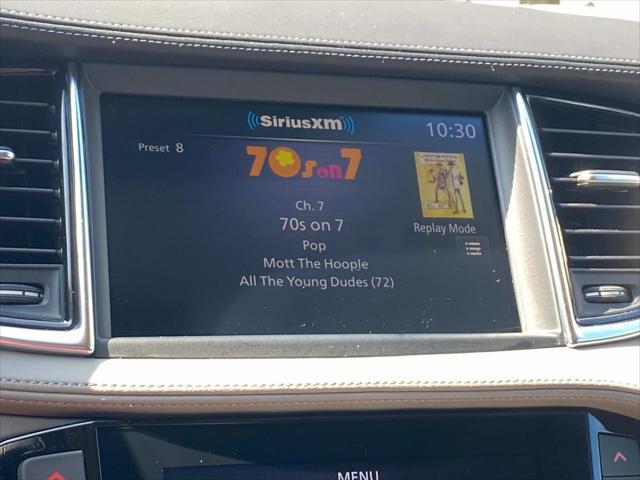 SiriusXM
10:30
Preset 8
70s on 7
Ch. 7
70s on 7
Pop
Mott The Hoople
All The Young Dudes (72)
Replay Mode
MENU